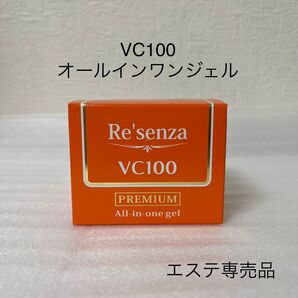 VC100
オールインワンジェル
Re'senza
VC100
PREMIUM
All-in-one gel
エステ専売品